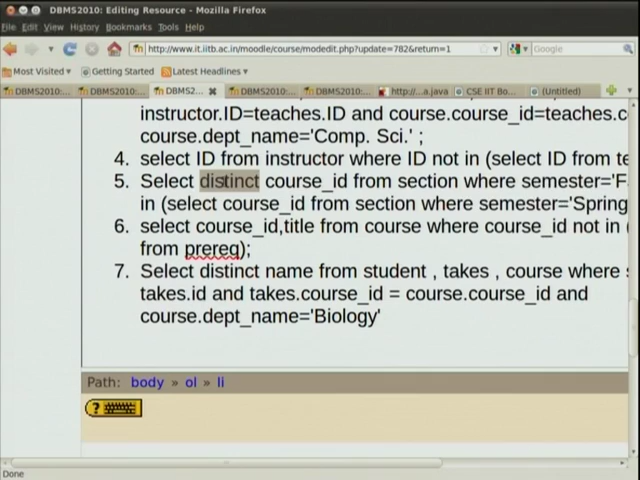 DBMS2010: Editing Resource - Mozilla Firefox
File Edit View History Bookmarks Tools Help
http://www.it.iitb.ac.in/moodle/course/modedit.php?update=782&return=1
Google
Most Visited Getting Started Latest Headlines
DBMS2010:... DBMS2010:... DBMS2... DBMS2010:... DBMS2010:... http://...a.java CSE IIT Bo... (Untitled)
instructor.ID=teaches.ID and course.course_id=teaches.c
course.dept_name='Comp. Sci.' ;
4. select ID from instructor where ID not in (select ID from te
5. Select distinct course_id from section where semester='F
in (select course_id from section where semester='Spring
6. select course_id,title from course where course_id not in (
from prereq);
7. Select distinct name from student , takes , course where s
takes.id and takes.course_id = course.course_id and
course.dept_name='Biology'
Path: body » ol » li
?
Done